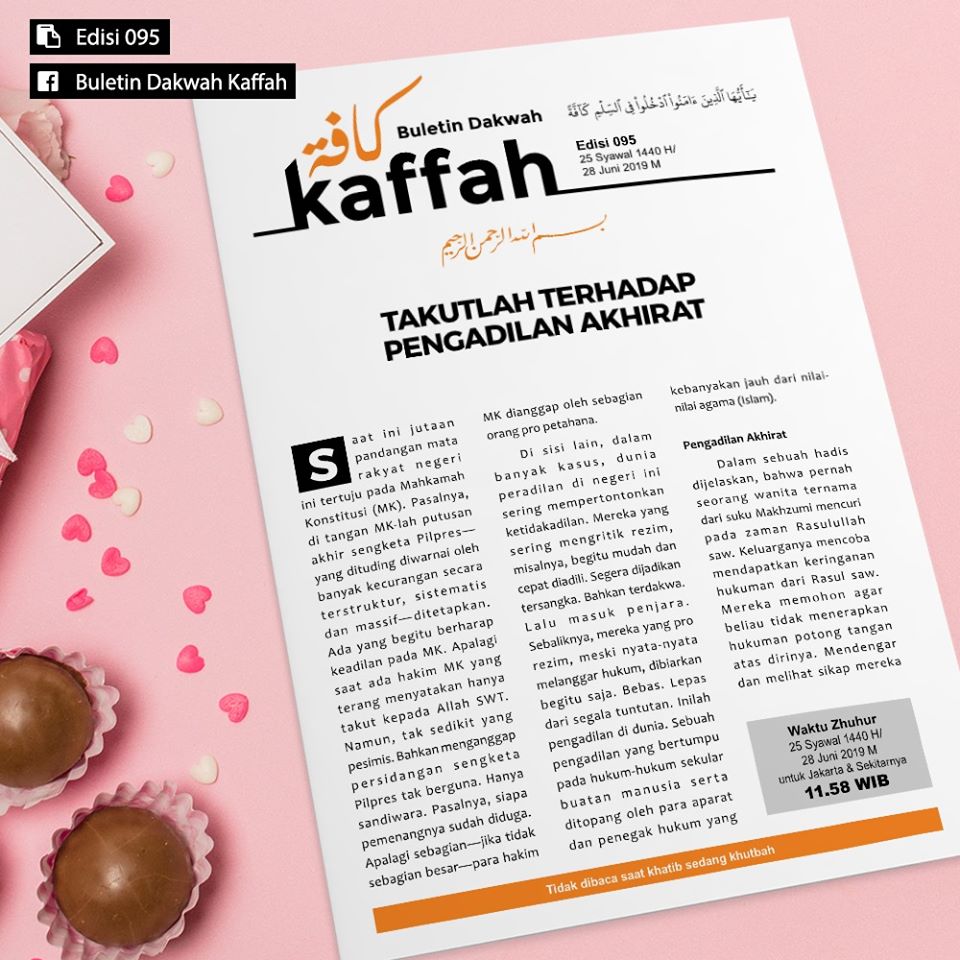 Edisi 095
Buletin Dakwah Kaffah
كافة
Buletin Dakwah
kaffah
يَٰٓأَيُّهَا ٱلَّذِينَ ءَامَنُوا۟ ٱدْخُلُوا۟ فِى ٱلسِّلْمِ كَآفَّةً
Edisi 095
25 Syawal 1440 H/
28 Juni 2019 M
بسم الله الرحمن الرحيم
TAKUTLAH TERHADAP
PENGADILAN AKHIRAT
Saat ini jutaan
pandangan mata
rakyat negeri
ini tertuju pada Mahkamah
Konstitusi (MK). Pasalnya,
di tangan MK-lah putusan
akhir sengketa Pilpres—
yang dituding diwarnai oleh
banyak kecurangan secara
terstruktur, sistematis
dan massif—ditetapkan.
Ada yang begitu berharap
keadilan pada MK. Apalagi
saat ada hakim MK yang
terang menyatakan hanya
takut kepada Allah SWT.
Namun, tak sedikit yang
pesimis. Bahkan menganggap
persidangan sengketa
Pilpres tak berguna. Hanya
sandiwara. Pasalnya, siapa
pemenangnya sudah diduga.
Apalagi sebagian—jika tidak
sebagian besar—para hakim
MK dianggap oleh sebagian
orang pro petahana.
Di sisi lain, dalam
banyak kasus, dunia
peradilan di negeri ini
sering mempertontonkan
ketidakadilan. Mereka yang
sering mengritik rezim,
misalnya, begitu mudah dan
cepat diadili. Segera dijadikan
tersangka. Bahkan terdakwa.
Lalu masuk penjara.
Sebaliknya, mereka yang pro
rezim, meski nyata-nyata
melanggar hukum, dibiarkan
begitu saja. Bebas. Lepas
dari segala tuntutan. Inilah
pengadilan di dunia. Sebuah
pengadilan yang bertumpu
pada hukum-hukum sekular
buatan manusia serta
ditopang oleh para aparat
dan penegak hukum yang
kebanyakan jauh dari nilai-
nilai agama (Islam).
Pengadilan Akhirat
Dalam sebuah hadis
dijelaskan, bahwa pernah
seorang wanita ternama
dari suku Makhzumi mencuri
pada zaman Rasulullah
saw. Keluarganya mencoba
mendapatkan keringanan
hukuman dari Rasul saw.
Mereka memohon agar
beliau tidak menerapkan
hukuman potong tangan
atas dirinya. Mendengar
dan melihat sikap mereka
Waktu Zhuhur
25 Syawal 1440 H/
28 Juni 2019 M
untuk Jakarta & Sekitarnya
11.58 WIB
Tidak dibaca saat khatib sedang khutbah